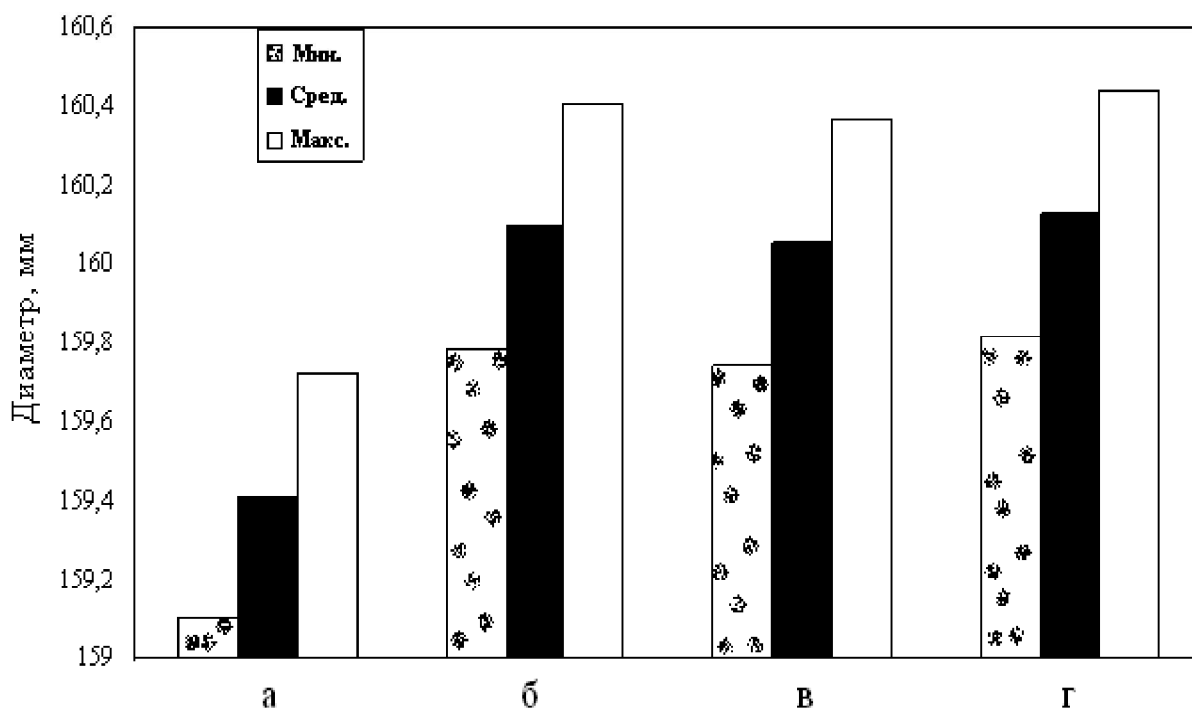 160,6
160,4
160,2
160
159,8
159,6
159,4
159,2
159
Диаметр, мм
Мин.
Сред.
Макс.
а б в г